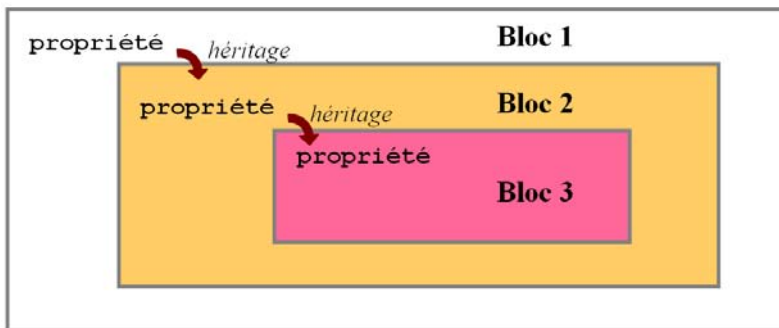 propriété héritage Bloc 1
propriété héritage Bloc 2
propriété
Bloc 3